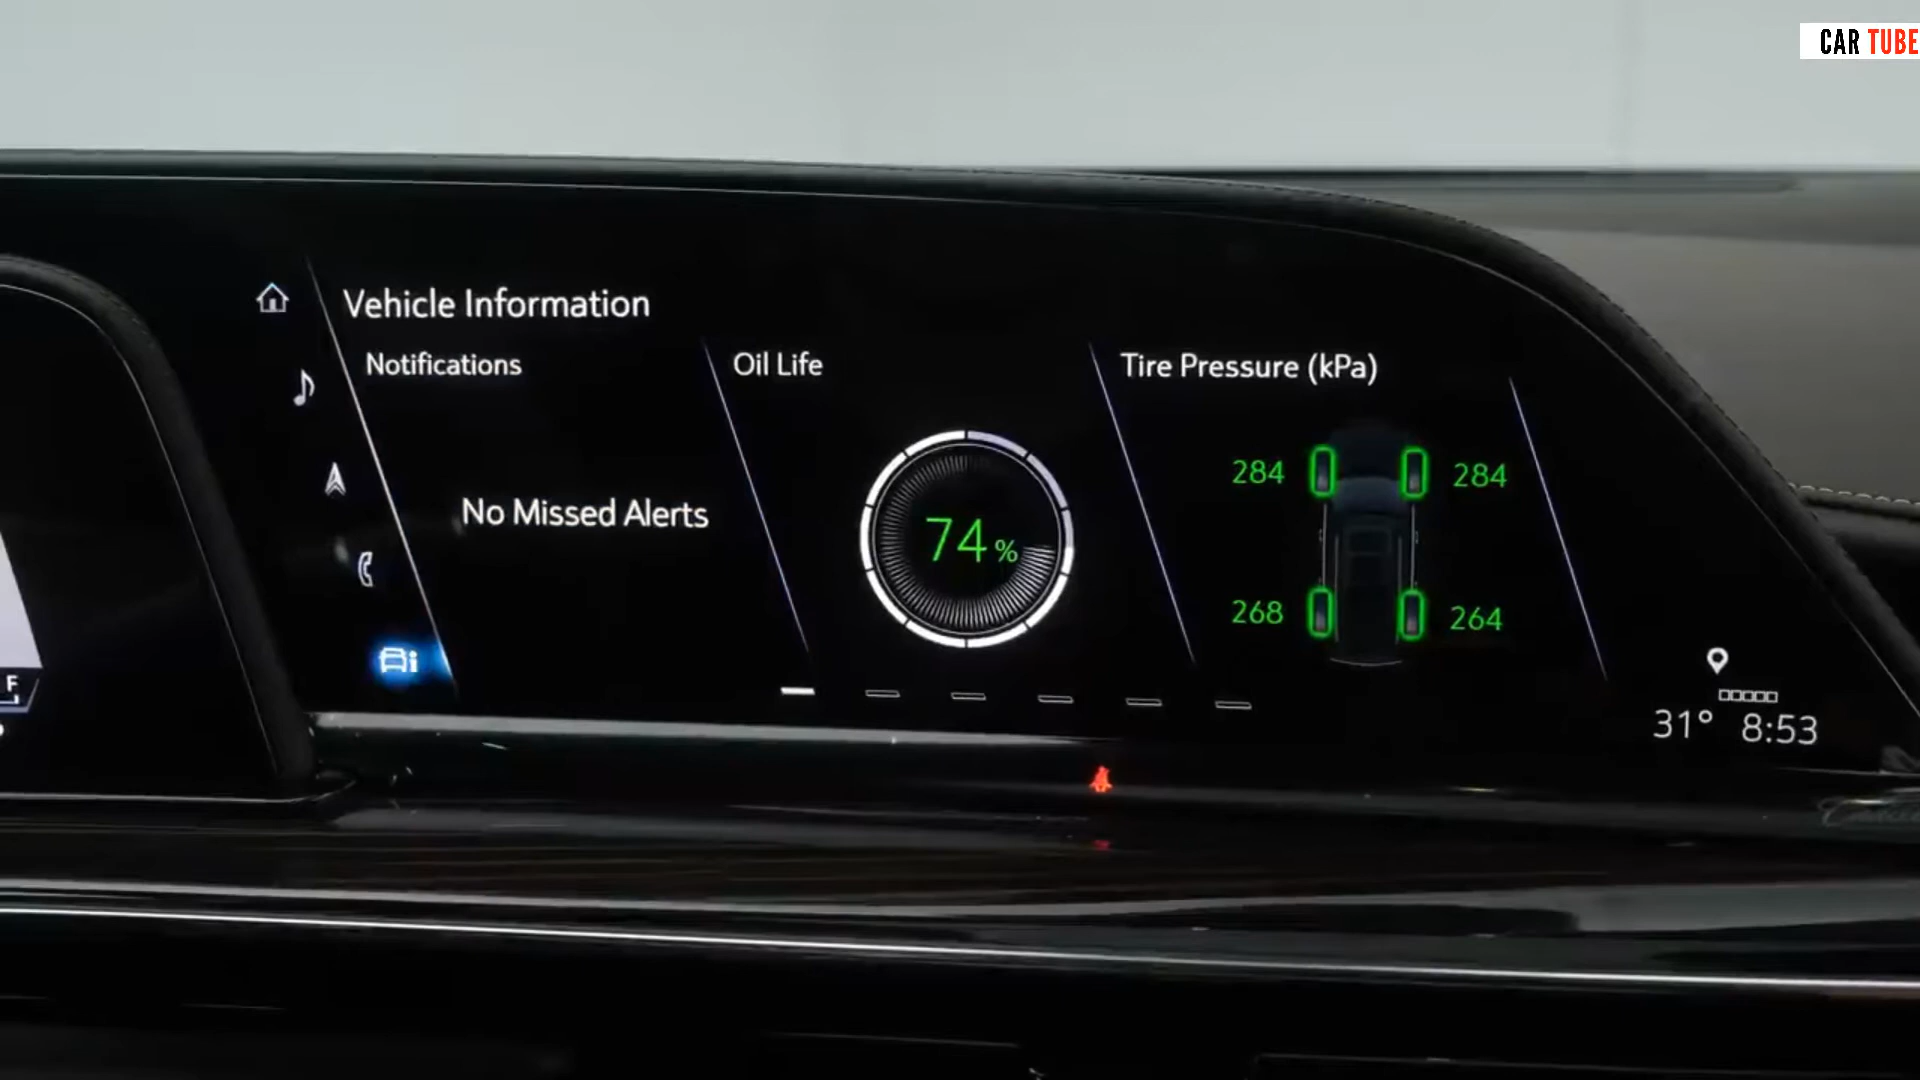 CAR TUBE
Vehicle Information
Notifications
Oil Life
Tire Pressure (kPa)
284
284
No Missed Alerts
74%
268
264
F
31° 8:53